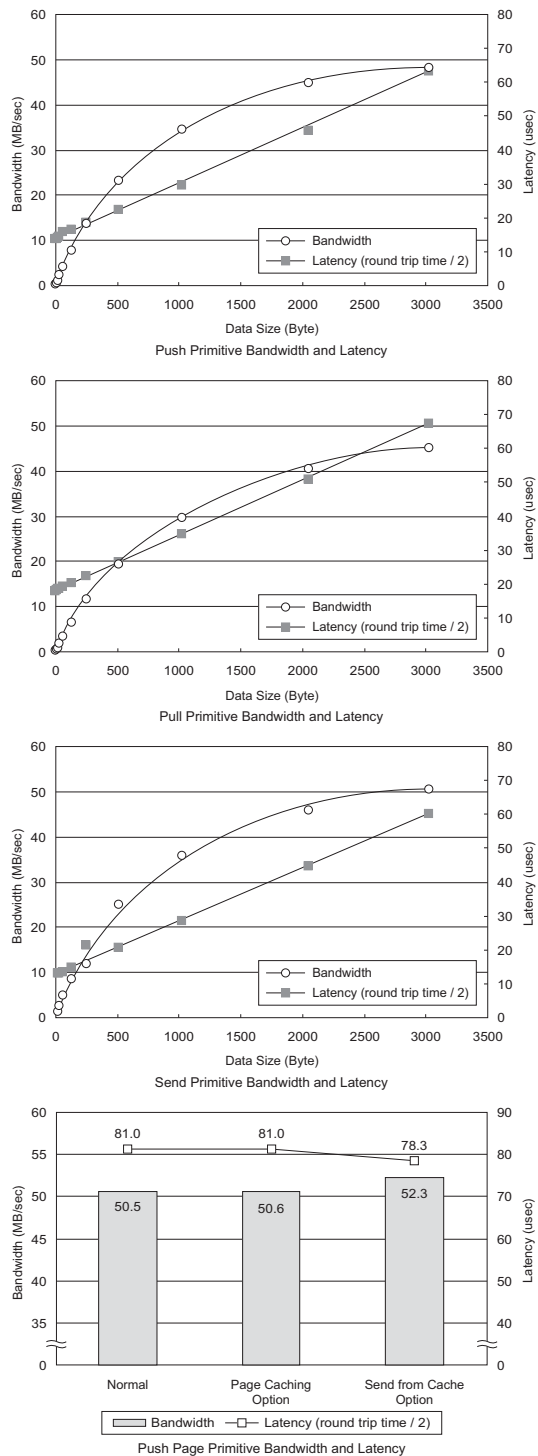 60
50
40
30
20
10
0
Bandwidth (MB/sec)
80
70
60
50
40
30
20
10
0
Latency (usec)
Bandwidth
Latency (round trip time / 2)
0 500 1000 1500 2000 2500 3000 3500
Data Size (Byte)
Push Primitive Bandwidth and Latency
60
50
40
30
20
10
0
Bandwidth (MB/sec)
80
70
60
50
40
30
20
10
0
Latency (usec)
Bandwidth
Latency (round trip time / 2)
0 500 1000 1500 2000 2500 3000 3500
Data Size (Byte)
Pull Primitive Bandwidth and Latency
60
50
40
30
20
10
0
Bandwidth (MB/sec)
80
70
60
50
40
30
20
10
0
Latency (usec)
Bandwidth
Latency (round trip time / 2)
0 500 1000 1500 2000 2500 3000 3500
Data Size (Byte)
Send Primitive Bandwidth and Latency
60
55
50
45
40
35
0
Bandwidth (MB/sec)
90
80
70
60
50
40
0
Latency (usec)
81.0 81.0 78.3
50.5 50.6 52.3
Normal
Page Caching
Option
Send from Cache
Option
Bandwidth Latency (round trip time / 2)
Push Page Primitive Bandwidth and Latency